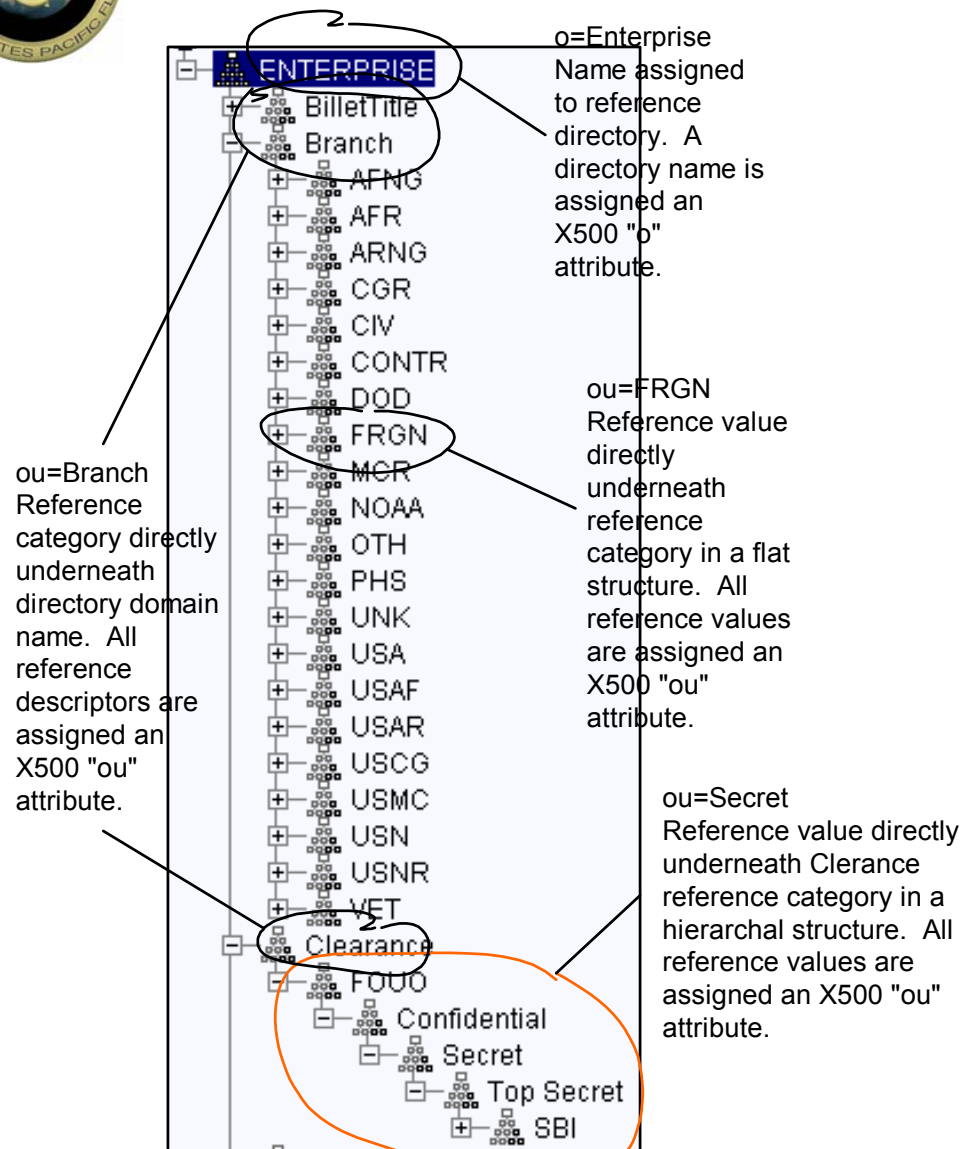 TES PACIFIC FL
ENTERPRISE
BilletTitle
Branch
AFNG
AFR
ARNG
CGR
CIV
CONTR
DOD
FRGN
MCR
NOAA
OTH
PHS
UNK
USA
USAF
USAR
USCG
USMC
USN
USNR
VET
Clearance
FOUO
Confidential
Secret
Top Secret
SBI
o=Enterprise
Name assigned
to reference
directory. A
directory name is
assigned an
X500 "o"
attribute.
ou=FRGN
Reference value
directly
underneath
reference
category in a flat
structure. All
reference values
are assigned an
X500 "ou"
attribute.
ou=Branch
Reference
category directly
underneath
directory domain
name. All
reference
descriptors are
assigned an
X500 "ou"
attribute.
ou=Secret
Reference value directly
underneath Clerance
reference category in a
hierarchal structure. All
reference values are
assigned an X500 "ou"
attribute.